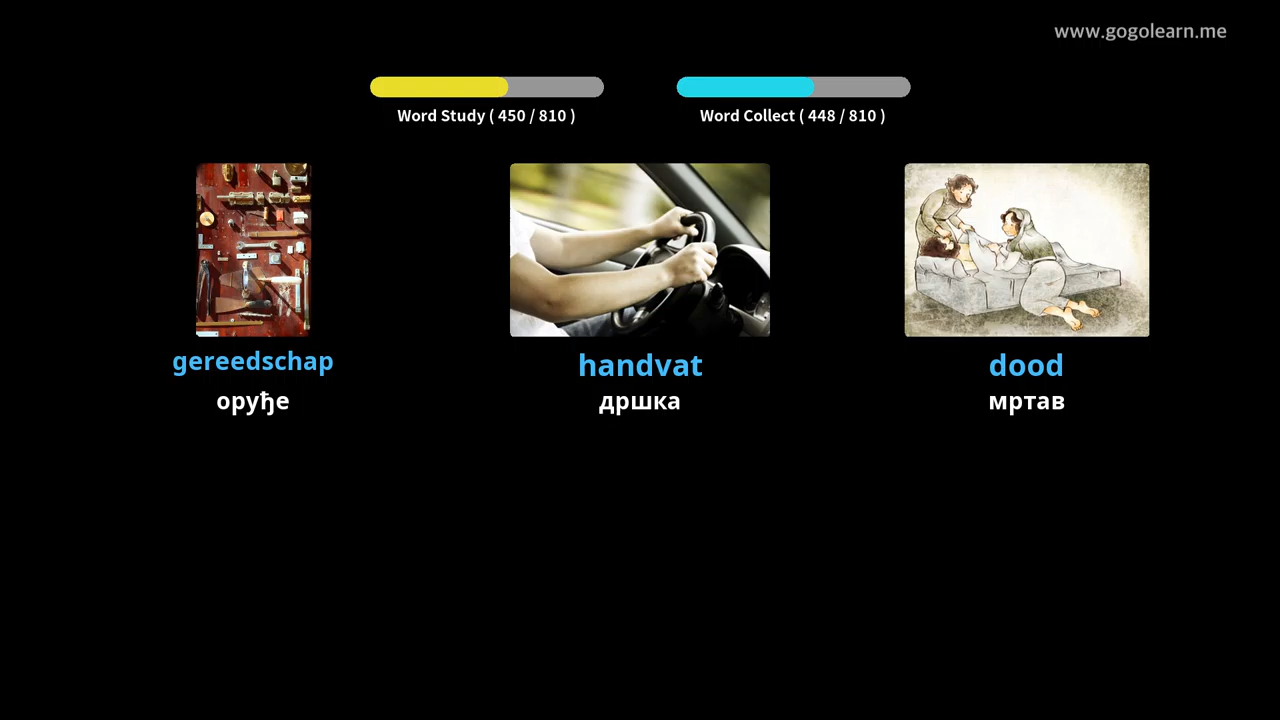 www.gogolearn.me
Word Study ( 450 / 810 )
Word Collect ( 448 / 810 )
gereedschap
handvat
dood
оруђе
дршка
мртав